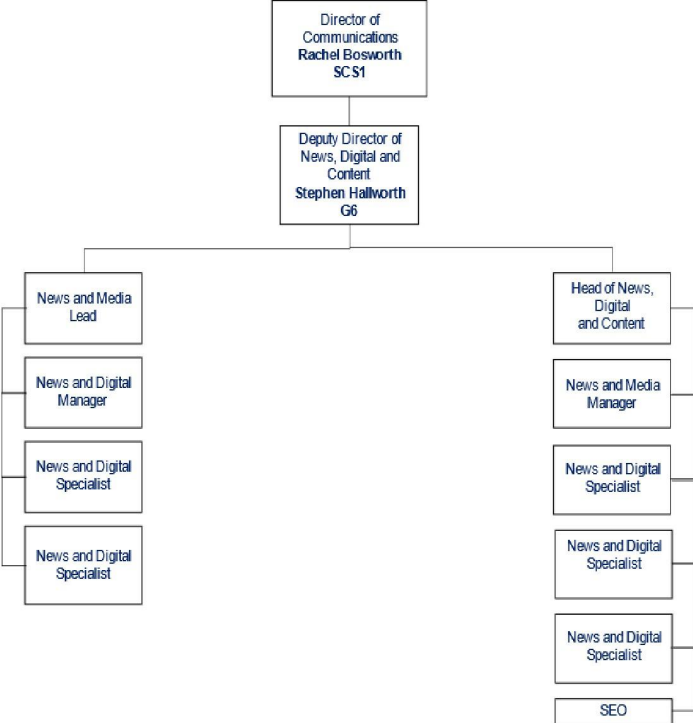 Director of
Communications
Rachel Bosworth
SCS1
Deputy Director of
News, Digital and
Content
Stephen Hallworth
G6
News and Media
Lead
News and Digital
Manager
News and Digital
Specialist
News and Digital
Specialist
Head of News,
Digital
and Content
News and Media
Manager
News and Digital
Specialist
News and Digital
Specialist
News and Digital
Specialist
SEO